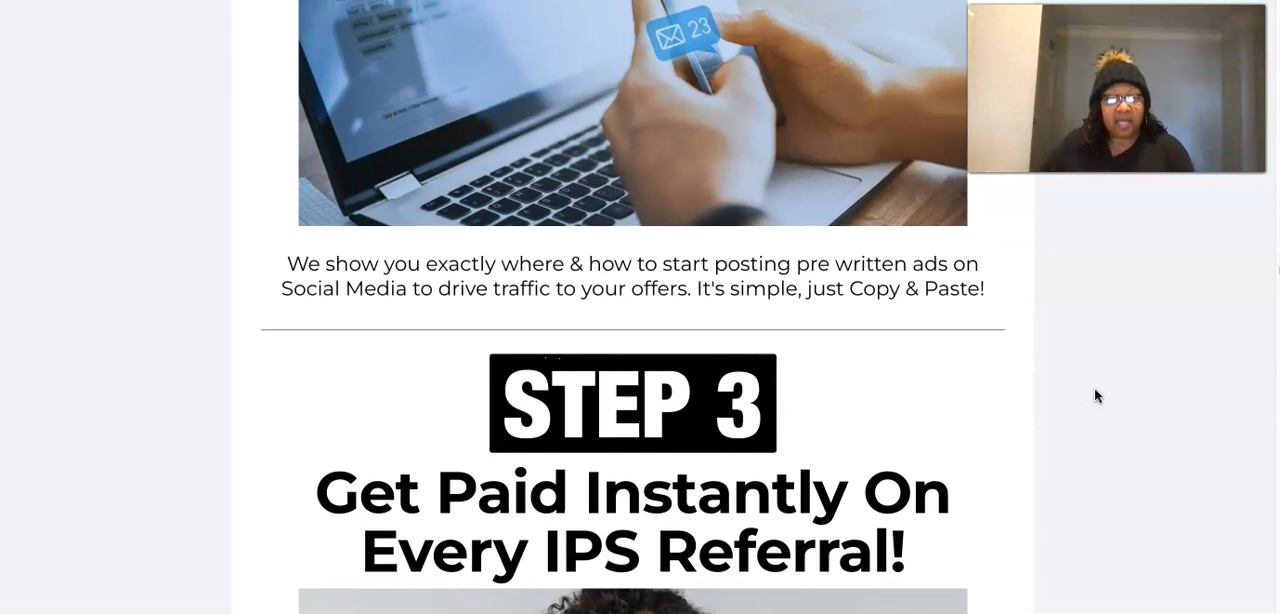 23
We show you exactly where & how to start posting pre written ads on
Social Media to drive traffic to your offers. It's simple, just Copy & Paste!
STEP 3
Get Paid Instantly On
Every IPS Referral!